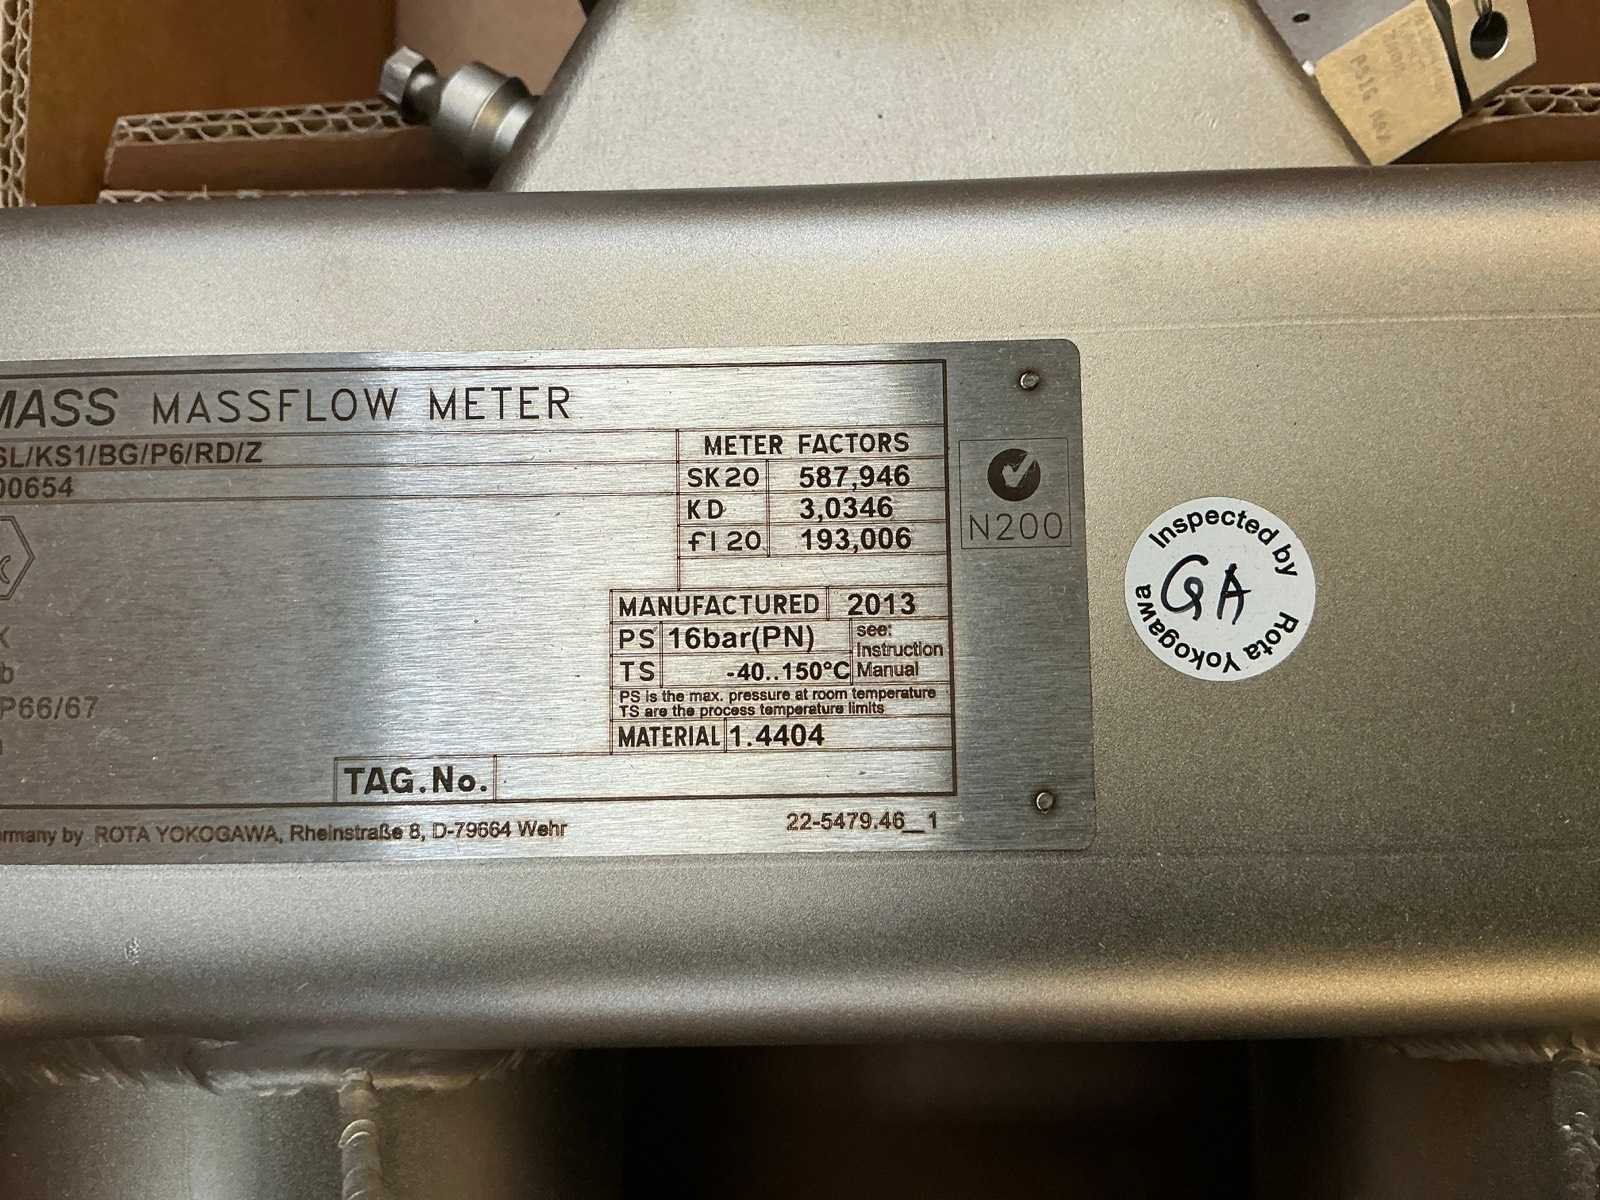 MASS MASSFLOW METER
SL/KS1/BG/P6/RD/Z
00654
METER FACTORS
SK20 587,946
KD 3,0346
fl20 193,006
N200
X
b
P66/67
MANUFACTURED 2013
PS 16bar(PN)
TS -40..150°C
see:
Instruction
Manual
PS is the max. pressure at room temperature
TS are the process temperature limits
MATERIAL 1.4404
TAG.No.
rmany by ROTA YOKOGAWA, Rheinstraße 8, D-79664 Wehr
22-5479.46_1
Inspected by
GA
Rota Yokogawa
PS16